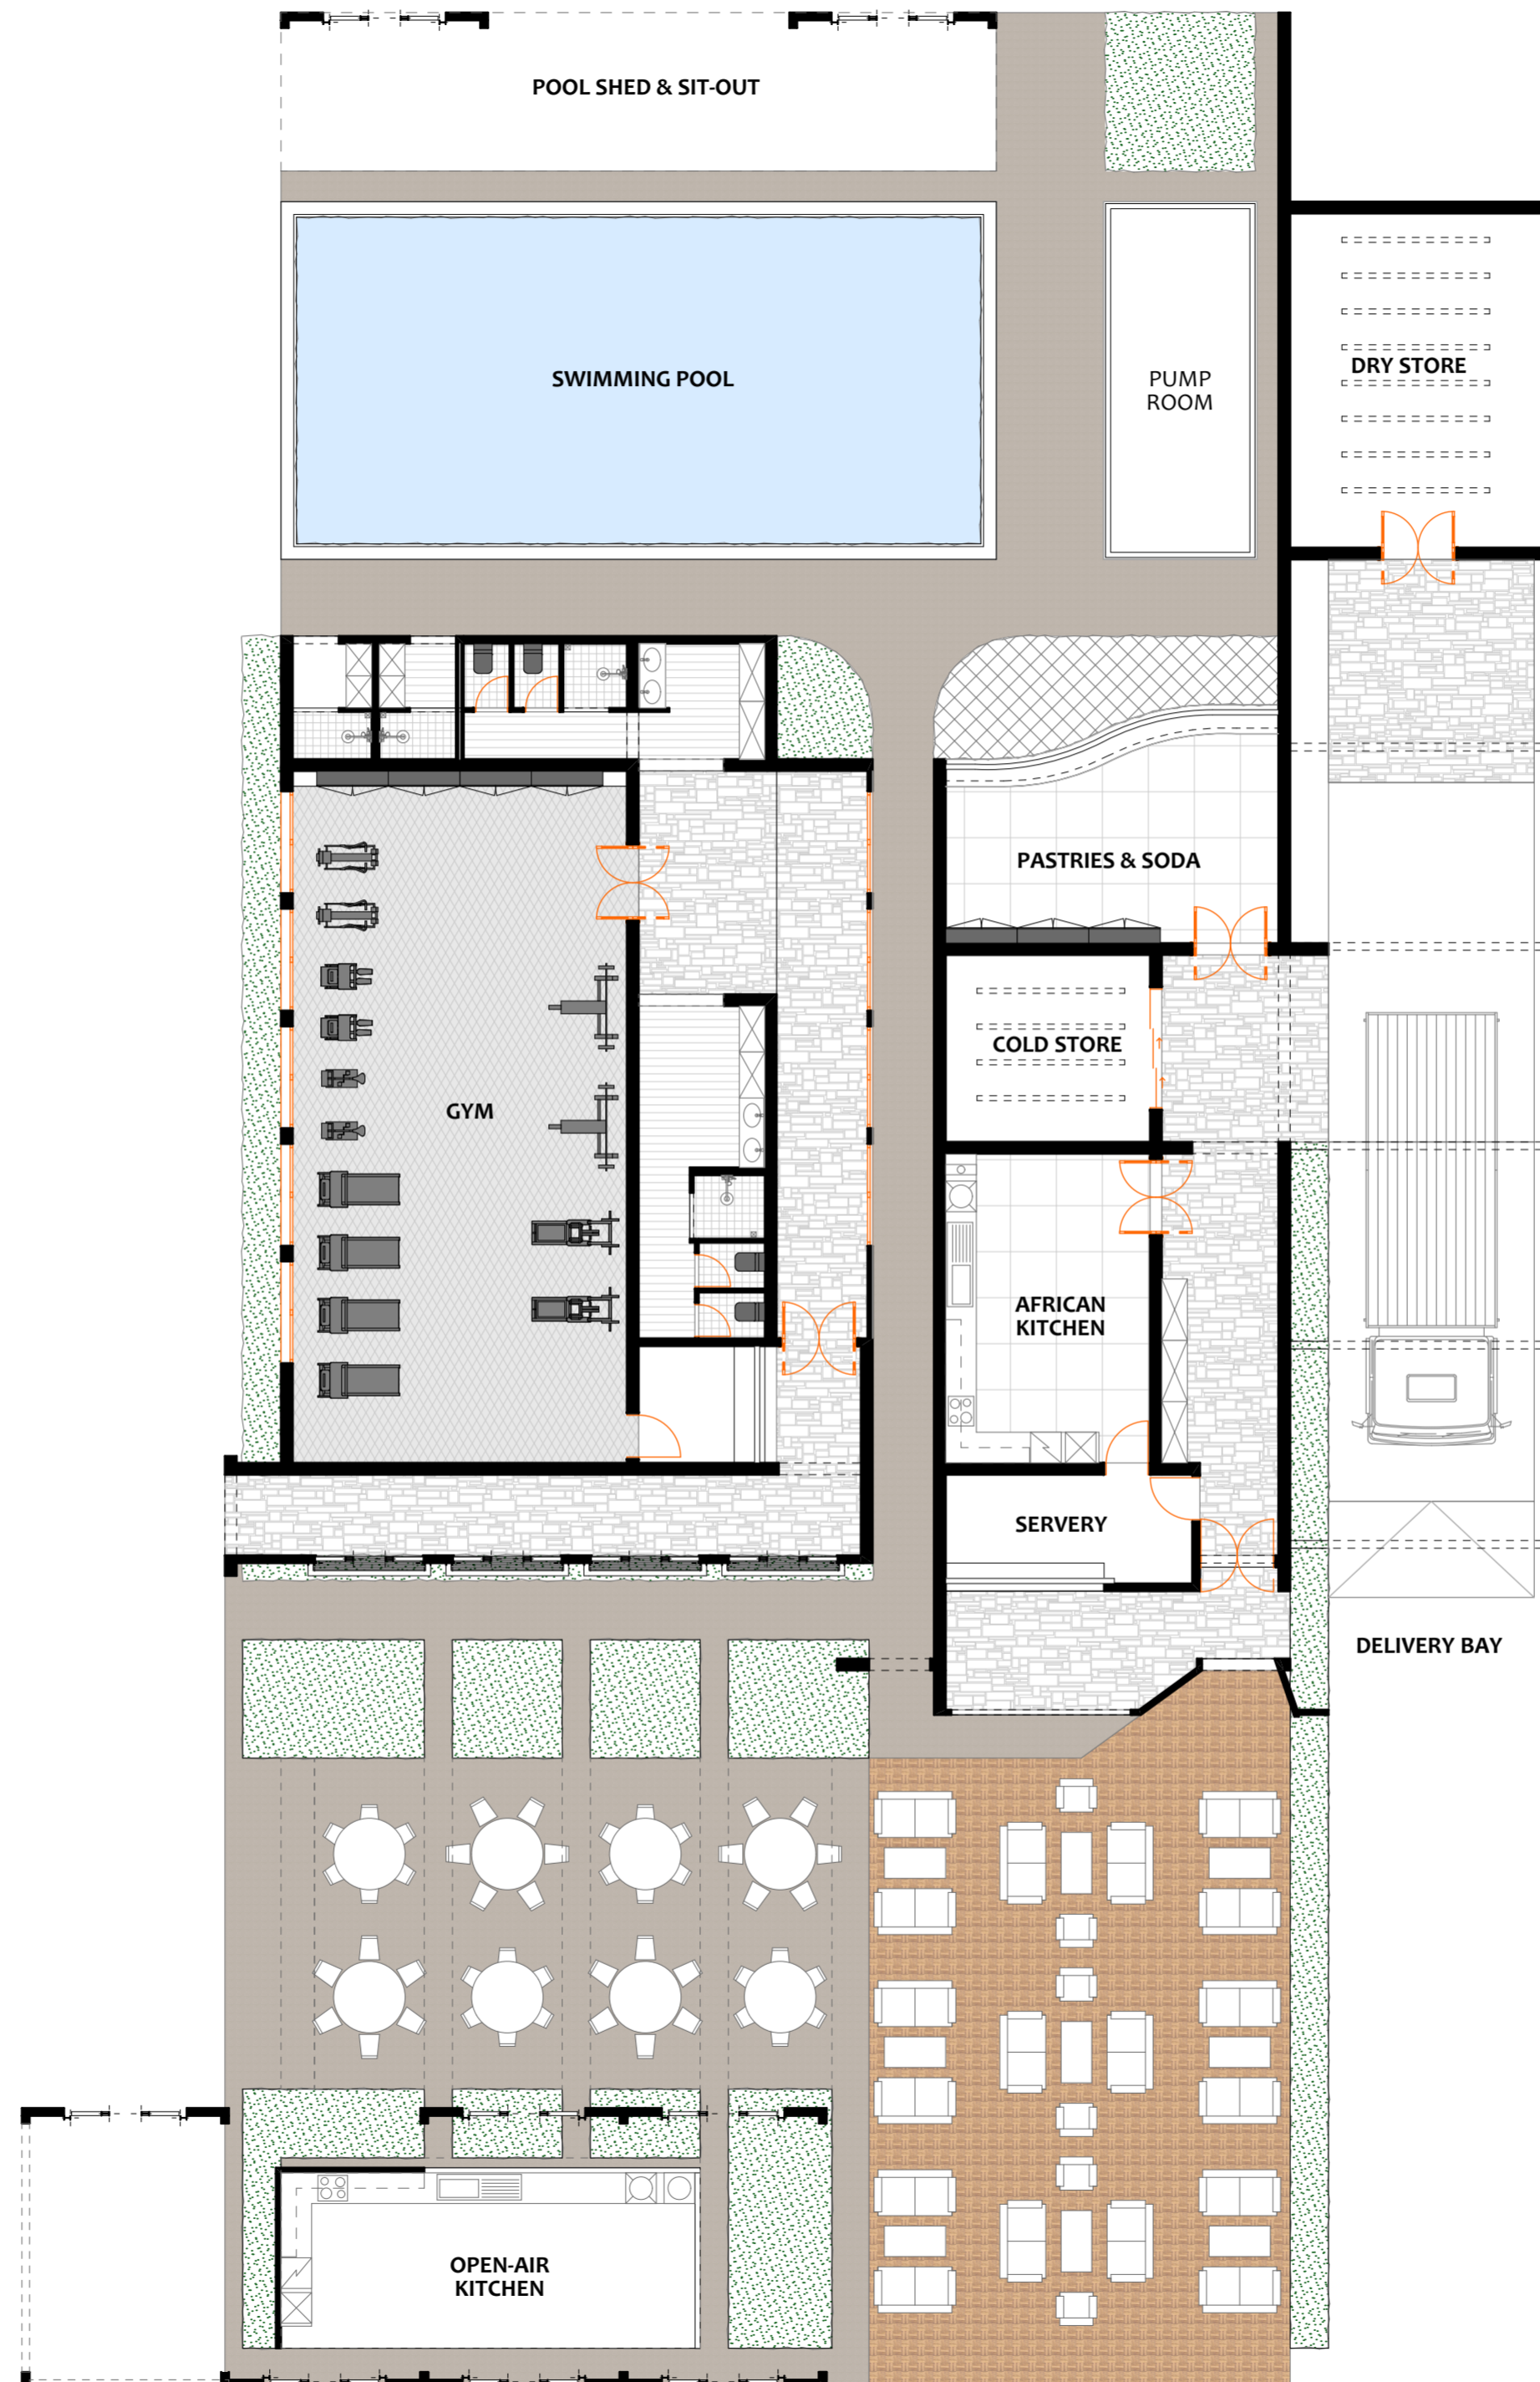 POOL SHED & SIT-OUT
SWIMMING POOL
PUMP
ROOM
DRY STORE
PASTRIES & SODA
COLD STORE
GYM
AFRICAN
KITCHEN
SERVERY
DELIVERY BAY
OPEN-AIR
KITCHEN